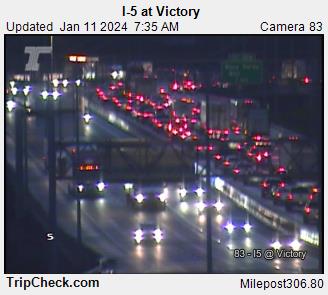 I-5 at Victory
Updated Jan 11 2024 7:35 AM Camera 83
S
83 - I5 @ Victory
TripCheck.com Milepost306.80